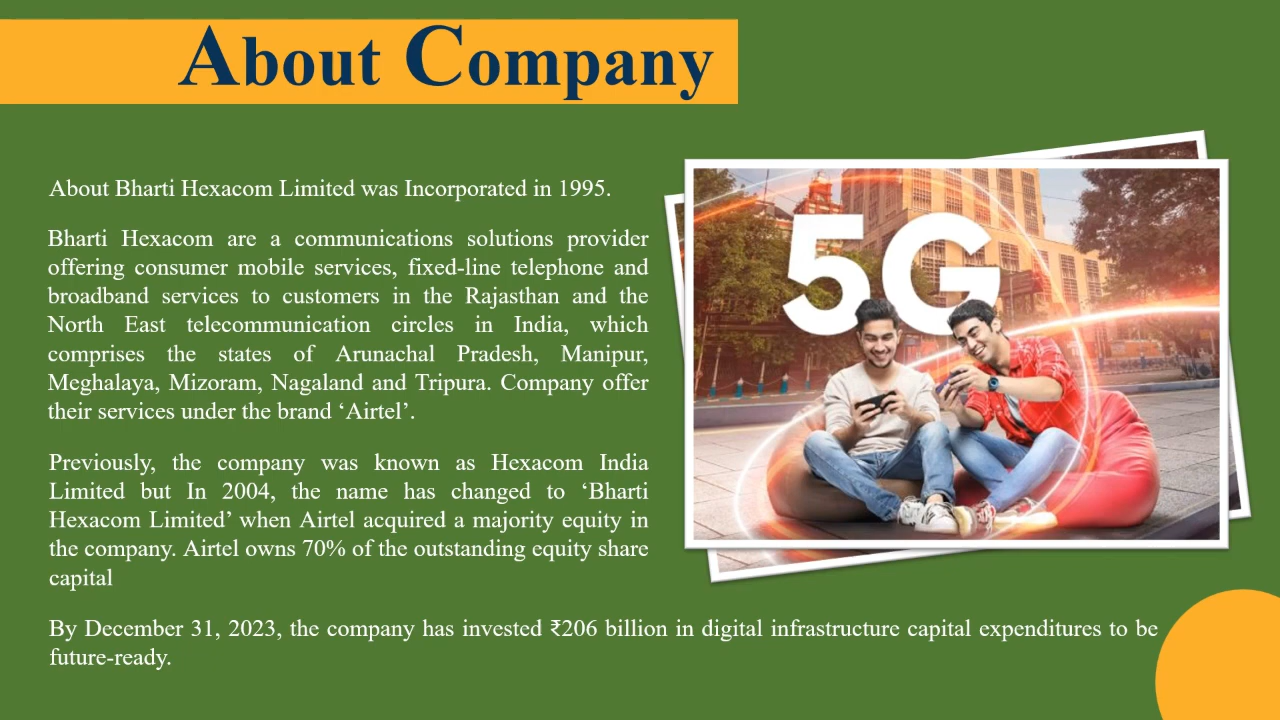 About Company
About Bharti Hexacom Limited was Incorporated in 1995.
Bharti Hexacom are a communications solutions provider
offering consumer mobile services, fixed-line telephone and
broadband services to customers in the Rajasthan and the
North East telecommunication circles in India, which
comprises the states of Arunachal Pradesh, Manipur,
Meghalaya, Mizoram, Nagaland and Tripura. Company offer
their services under the brand ‘Airtel’.
Previously, the company was known as Hexacom India
Limited but In 2004, the name has changed to ‘Bharti
Hexacom Limited’ when Airtel acquired a majority equity in
the company. Airtel owns 70% of the outstanding equity share
capital
By December 31, 2023, the company has invested ₹206 billion in digital infrastructure capital expenditures to be
future-ready.
5G